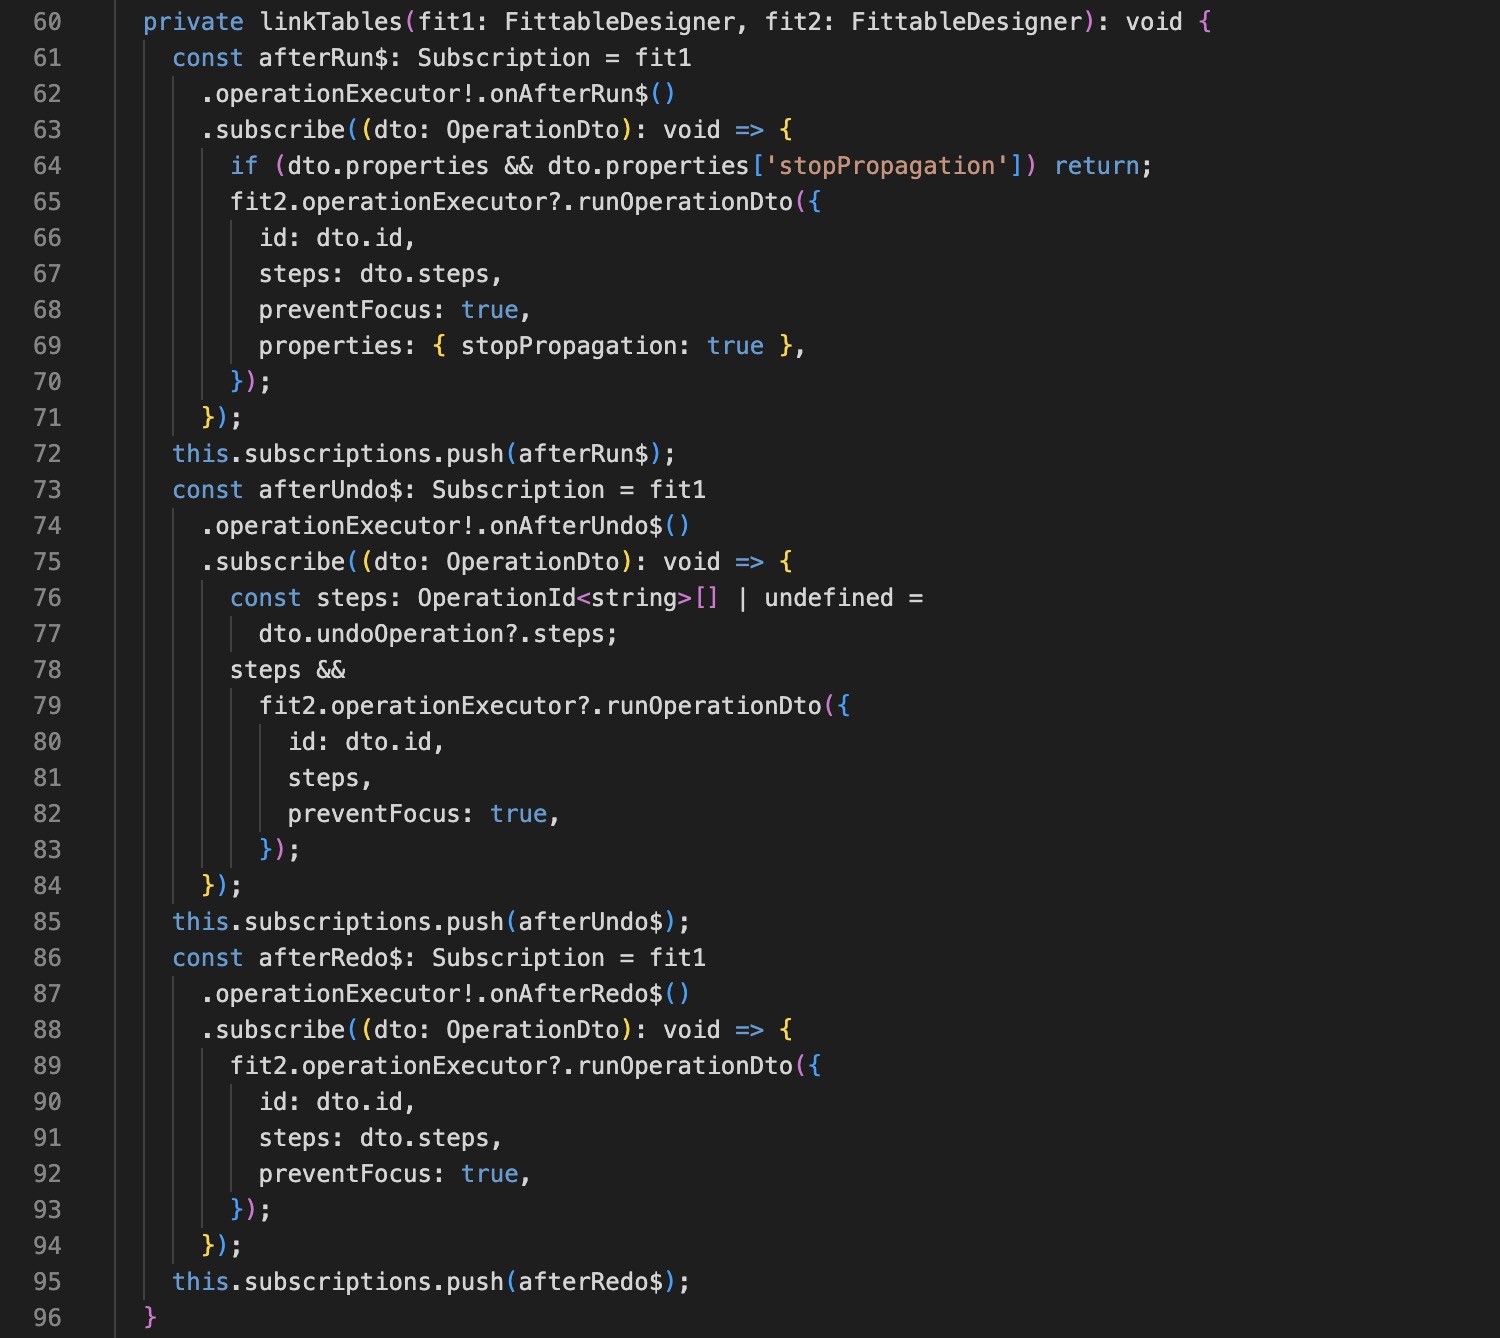 60 private linkTables(fit1: FittableDesigner, fit2: FittableDesigner): void {
61 const afterRun$: Subscription = fit1
62 .operationExecutor!.onAfterRun$()
63 .subscribe((dto: OperationDto): void => {
64 if (dto.properties && dto.properties['stopPropagation']) return;
65 fit2.operationExecutor?.runOperationDto({
66 id: dto.id,
67 steps: dto.steps,
68 preventFocus: true,
69 properties: { stopPropagation: true },
70 });
71 });
72 this.subscriptions.push(afterRun$);
73 const afterUndo$: Subscription = fit1
74 .operationExecutor!.onAfterUndo$()
75 .subscribe((dto: OperationDto): void => {
76 const steps: OperationId<string>[] | undefined =
77 dto.undoOperation?.steps;
78 steps &&
79 fit2.operationExecutor?.runOperationDto({
80 id: dto.id,
81 steps,
82 preventFocus: true,
83 });
84 });
85 this.subscriptions.push(afterUndo$);
86 const afterRedo$: Subscription = fit1
87 .operationExecutor!.onAfterRedo$()
88 .subscribe((dto: OperationDto): void => {
89 fit2.operationExecutor?.runOperationDto({
90 id: dto.id,
91 steps: dto.steps,
92 preventFocus: true,
93 });
94 });
95 this.subscriptions.push(afterRedo$);
96 }